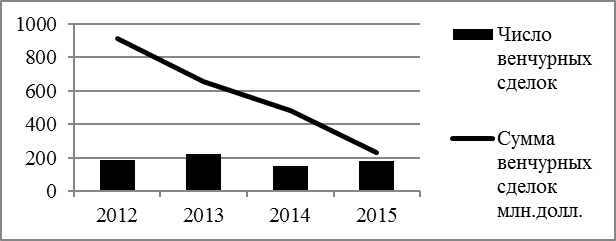 1000
800
600
400
200
0
2012 2013 2014 2015
Число
венчурных
сделок
Сумма
венчурных
сделок
млн.долл.